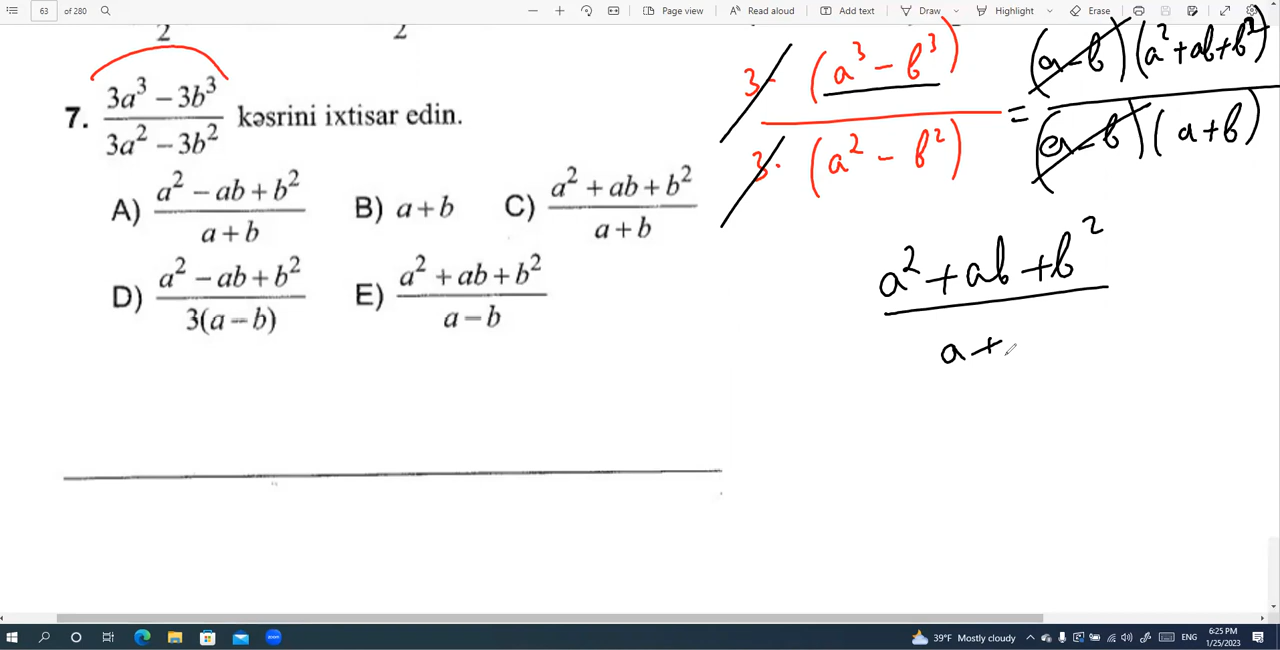 63 of 280 Page view Read aloud Add text Draw Highlight Erase
2 2
7. (3a³ − 3b³)/(3a² − 3b²) kəsrini ixtisar edin.
A) (a² − ab + b²)/(a + b) B) a + b C) (a² + ab + b²)/(a + b)
D) (a² − ab + b²)/(3(a − b)) E) (a² + ab + b²)/(a − b)
3·(a³ − b³)/3·(a² − b²) = (a−b)(a²+ab+b²)/(a−b)(a+b)
a² + ab + b²
a +
39°F Mostly cloudy ENG 6:25 PM
1/25/2023